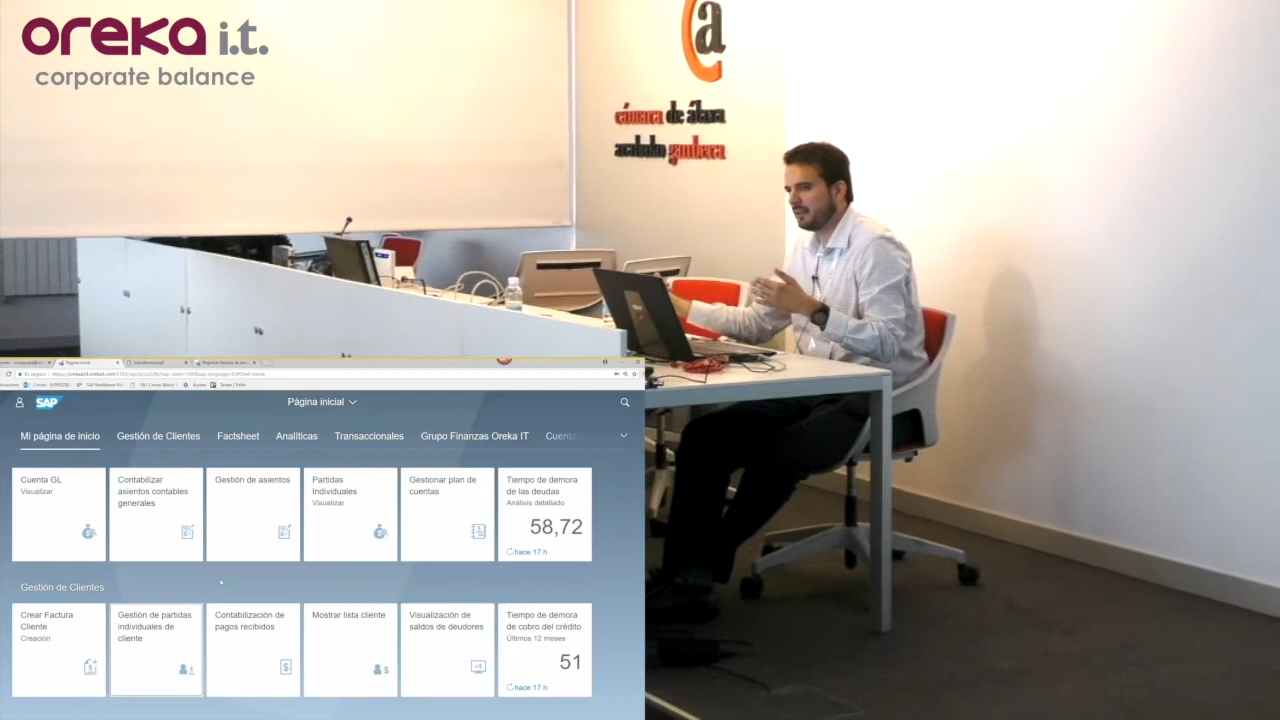 oreka i.t.
corporate balance
a
cámara de álava
arabako ganbera
Página inicial
SAP
Página inicial
Mi página de inicio
Gestión de Clientes
Factsheet
Analíticas
Transaccionales
Grupo Finanzas Oreka IT
Cuenta
Cuenta GL
Visualizar
Contabilizar
asientos contables
generales
Gestión de asientos
Partidas
Individuales
Visualizar
Gestionar plan de
cuentas
Tiempo de demora
de las deudas
Análisis detallado
58,72
hace 17 h
Gestión de Clientes
Crear Factura
Cliente
Creación
Gestión de partidas
individuales de
cliente
Contabilización de
pagos recibidos
Mostrar lista cliente
Visualización de
saldos de deudores
Tiempo de demora
de cobro del crédito
Últimos 12 meses
51
hace 17 h